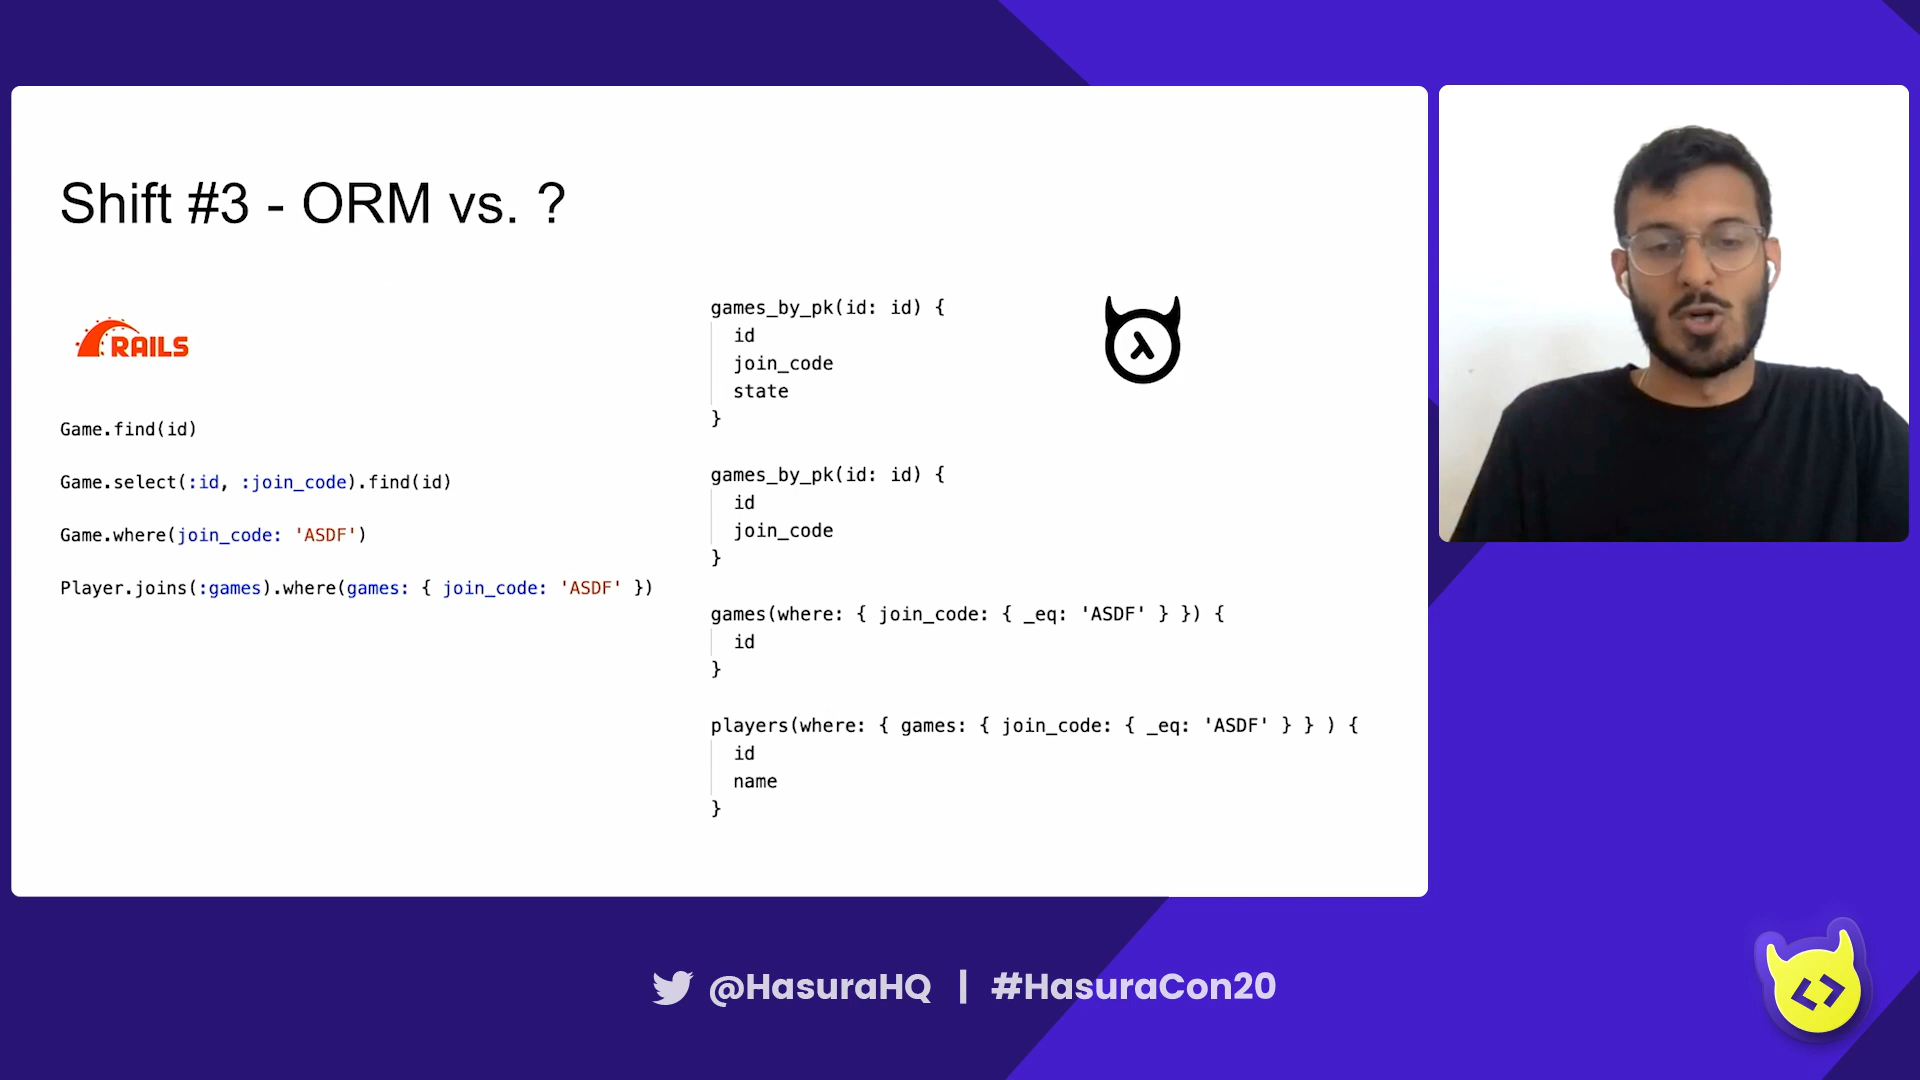 Shift #3 - ORM vs. ?
RAILS
Game.find(id)
Game.select(:id, :join_code).find(id)
Game.where(join_code: 'ASDF')
Player.joins(:games).where(games: { join_code: 'ASDF' })
games_by_pk(id: id) {
id
join_code
state
}
games_by_pk(id: id) {
id
join_code
}
games(where: { join_code: { _eq: 'ASDF' } }) {
id
}
players(where: { games: { join_code: { _eq: 'ASDF' } } ) {
id
name
}
@HasuraHQ | #HasuraCon20